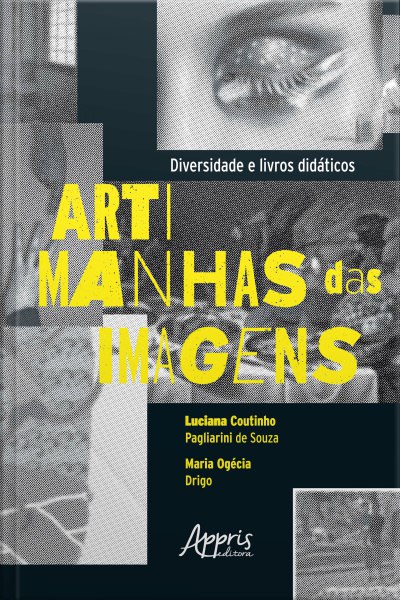 Diversidade e livros didáticos
ARTI
MANHAS das
IMAGENS
Luciana Coutinho
Pagliarini de Souza
Maria Ogécia
Drigo
Appris
editora